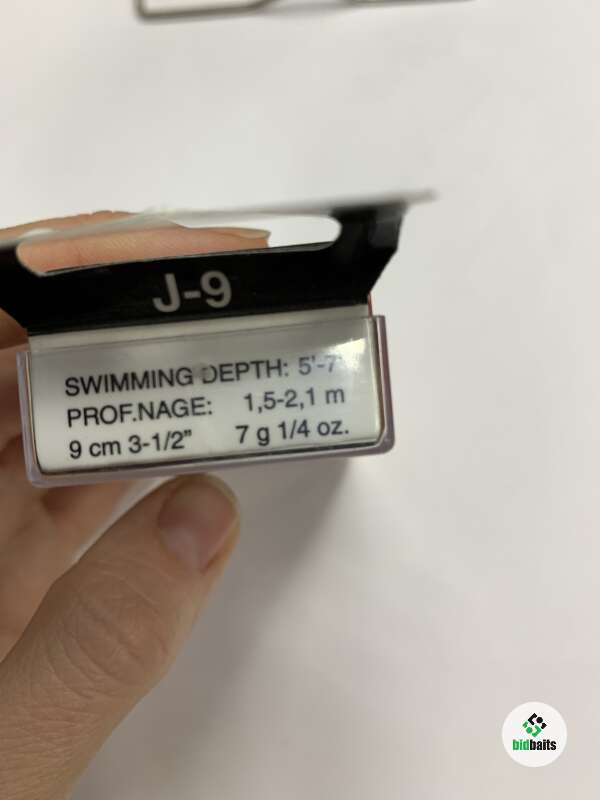 J-9
SWIMMING DEPTH: 5'-7'
PROF.NAGE: 1,5-2,1 m
9 cm 3-1/2” 7 g 1/4 oz.
bidbaits